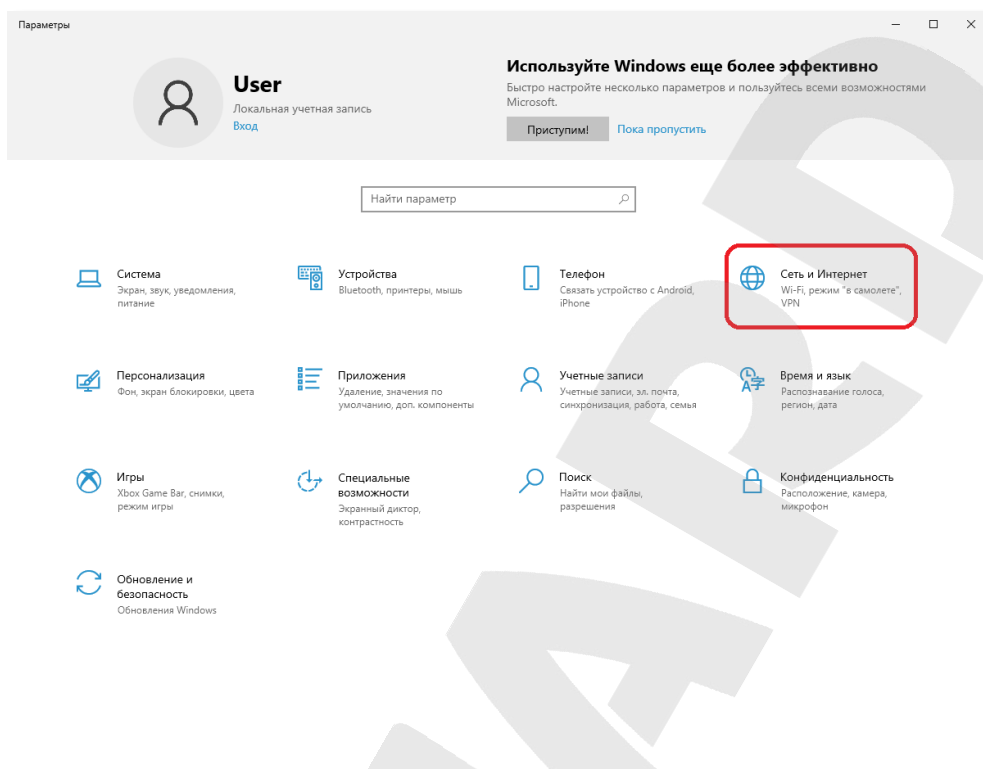 Параметры
User
Локальная учетная запись
Вход
Используйте Windows еще более эффективно
Быстро настройте несколько параметров и пользуйтесь всеми возможностями
Microsoft.
Приступим!
Пока пропустить
Найти параметр
Система
Экран, звук, уведомления,
питание
Устройства
Bluetooth, принтеры, мышь
Телефон
Связать устройство с Android,
iPhone
Сеть и Интернет
Wi-Fi, режим "в самолете",
VPN
Персонализация
Фон, экран блокировки, цвета
Приложения
Удаление, значения по
умолчанию, доп. компоненты
Учетные записи
Учетные записи, эл. почта,
синхронизация, работа, семья
Время и язык
Распознавание голоса,
регион, дата
Игры
Xbox Game Bar, снимки,
режим игры
Специальные
возможности
Экранный диктор,
контрастность
Поиск
Найти мои файлы,
разрешения
Конфиденциальность
Расположение, камера,
микрофон
Обновление и
безопасность
Обновления Windows